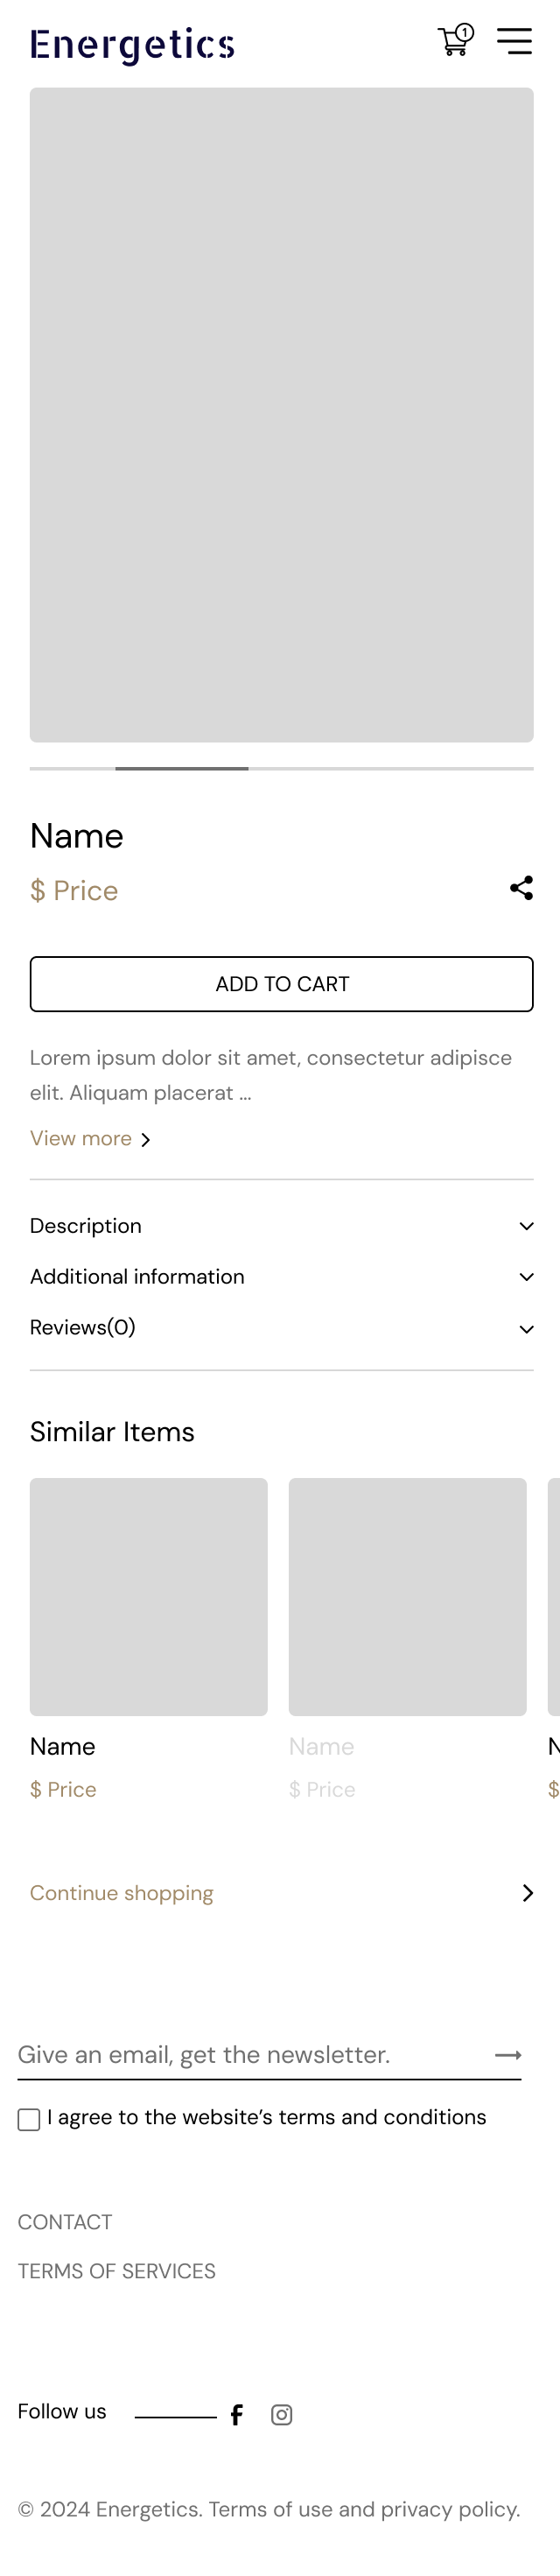 Energetics
1
Name
$ Price
ADD TO CART
Lorem ipsum dolor sit amet, consectetur adipisce
elit. Aliquam placerat ...
View more
Description
Additional information
Reviews(0)
Similar Items
Name
Name
N
$ Price
$ Price
$
Continue shopping
Give an email, get the newsletter.
I agree to the website’s terms and conditions
CONTACT
TERMS OF SERVICES
Follow us
© 2024 Energetics. Terms of use and privacy policy.